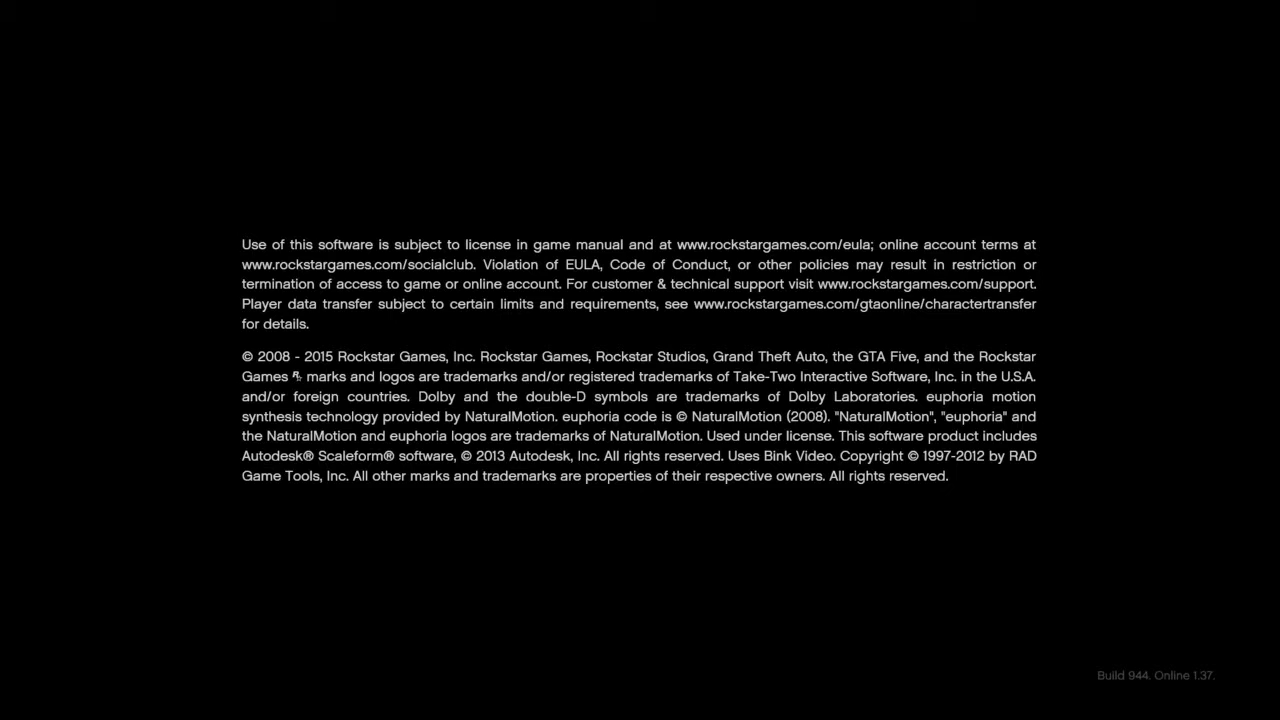 Use of this software is subject to license in game manual and at www.rockstargames.com/eula; online account terms at
www.rockstargames.com/socialclub. Violation of EULA, Code of Conduct, or other policies may result in restriction or
termination of access to game or online account. For customer & technical support visit www.rockstargames.com/support.
Player data transfer subject to certain limits and requirements, see www.rockstargames.com/gtaonline/charactertransfer
for details.
© 2008 - 2015 Rockstar Games, Inc. Rockstar Games, Rockstar Studios, Grand Theft Auto, the GTA Five, and the Rockstar
Games R* marks and logos are trademarks and/or registered trademarks of Take-Two Interactive Software, Inc. in the U.S.A.
and/or foreign countries. Dolby and the double-D symbols are trademarks of Dolby Laboratories. euphoria motion
synthesis technology provided by NaturalMotion. euphoria code is © NaturalMotion (2008). "NaturalMotion", "euphoria" and
the NaturalMotion and euphoria logos are trademarks of NaturalMotion. Used under license. This software product includes
Autodesk® Scaleform® software, © 2013 Autodesk, Inc. All rights reserved. Uses Bink Video. Copyright © 1997-2012 by RAD
Game Tools, Inc. All other marks and trademarks are properties of their respective owners. All rights reserved.
Build 944. Online 1.37.